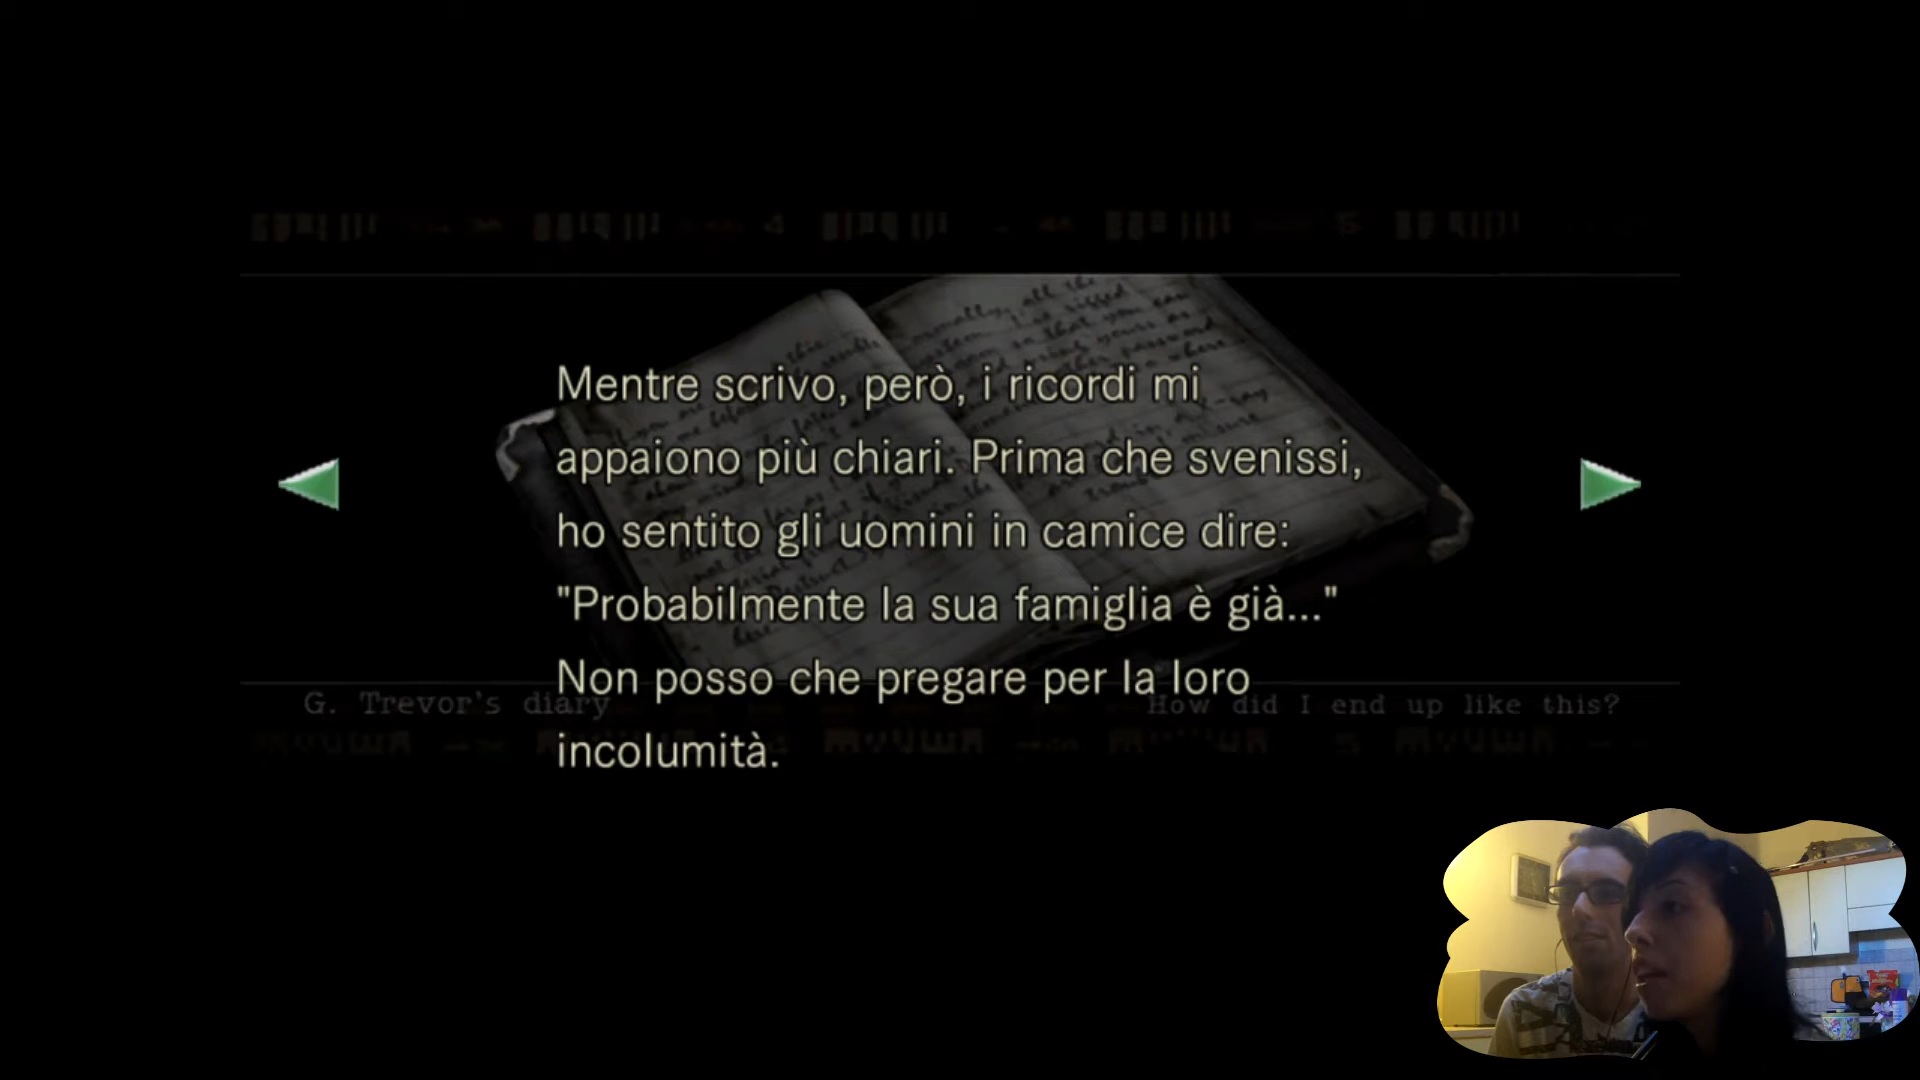 Mentre scrivo, però, i ricordi mi
appaiono più chiari. Prima che svenissi,
ho sentito gli uomini in camice dire:
"Probabilmente la sua famiglia è già..."
Non posso che pregare per la loro
G. Trevor's diary
How did I end up like this?
incolumità.